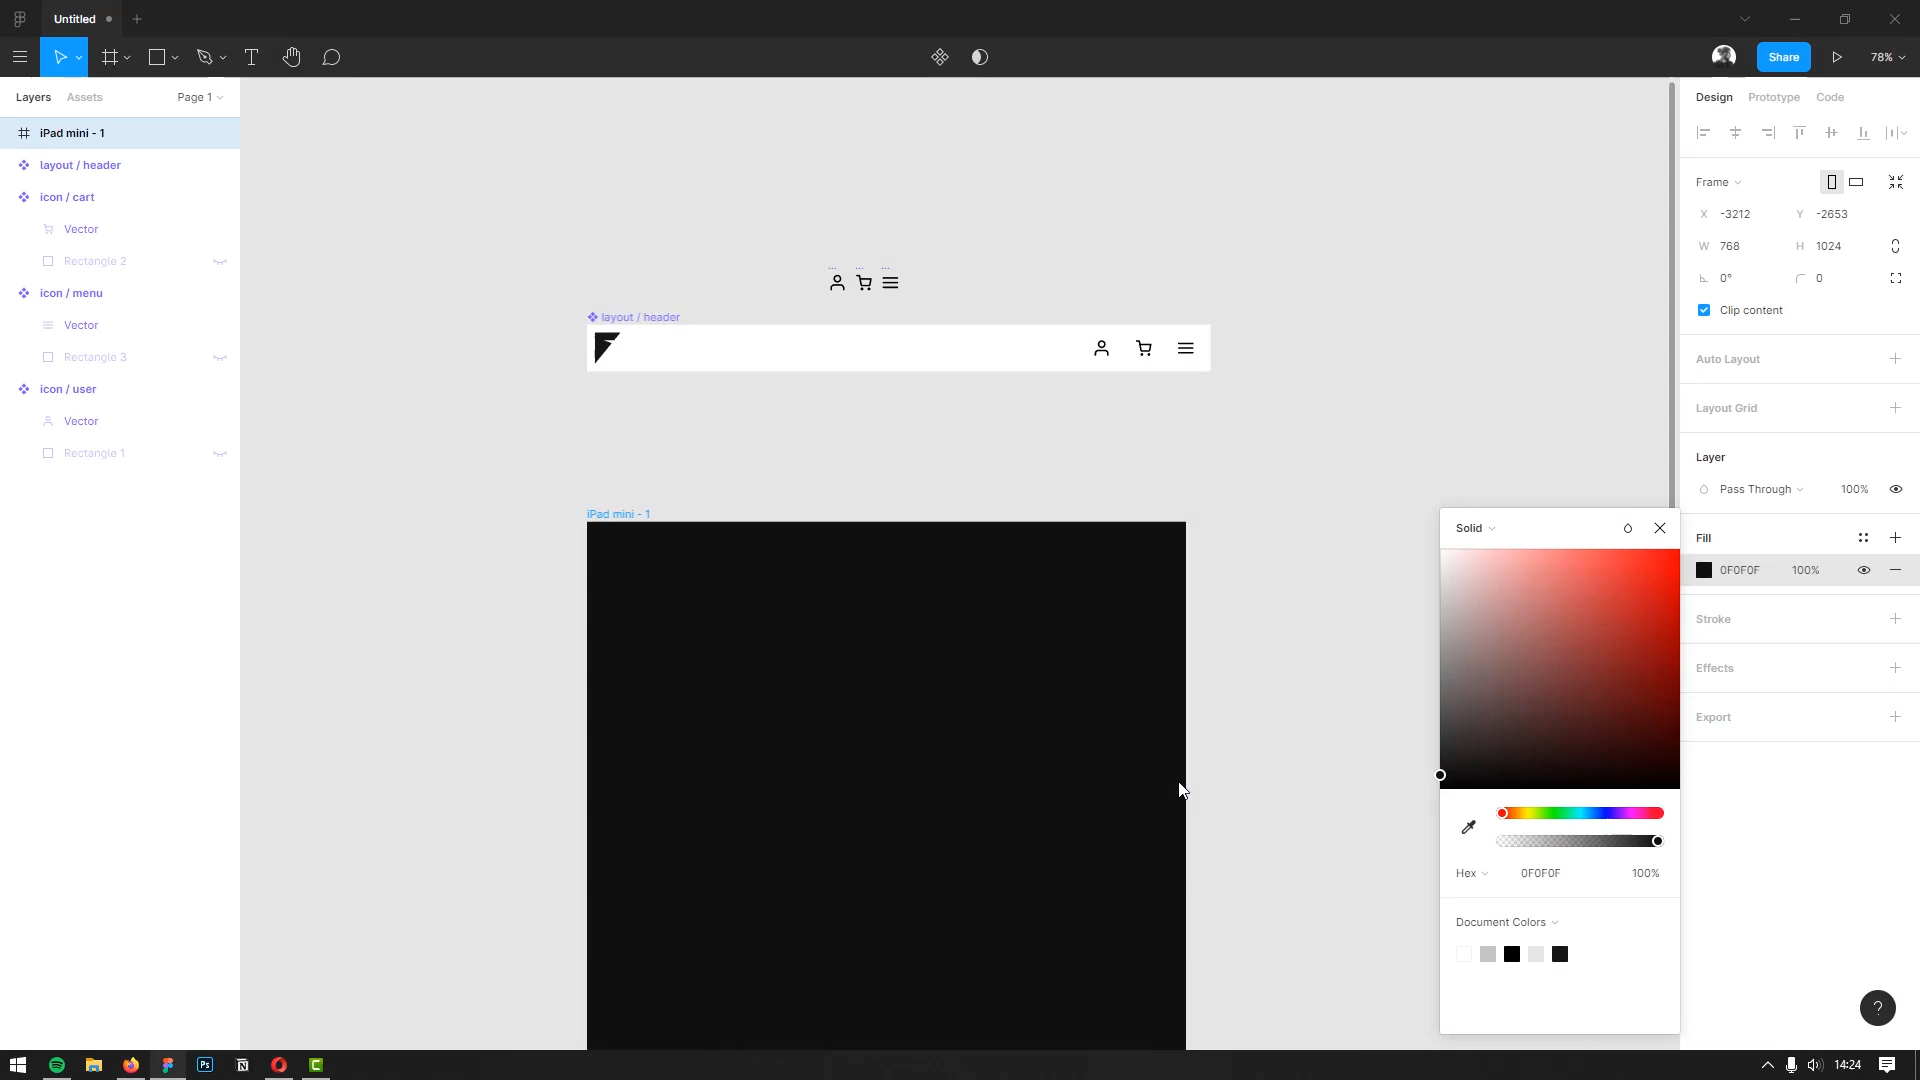 Untitled
Share
78%
Layers
Assets
Page 1
Design
Prototype
Code
iPad mini - 1
layout / header
icon / cart
Vector
Rectangle 2
icon / menu
Vector
Rectangle 3
icon / user
Vector
Rectangle 1
layout / header
iPad mini - 1
Frame
X -3212
Y -2653
W 768
H 1024
0°
0
Clip content
Auto Layout
Layout Grid
Layer
Pass Through
100%
Fill
0F0F0F
100%
Stroke
Effects
Export
Solid
Hex
0F0F0F
100%
Document Colors
?
Ps
14:24